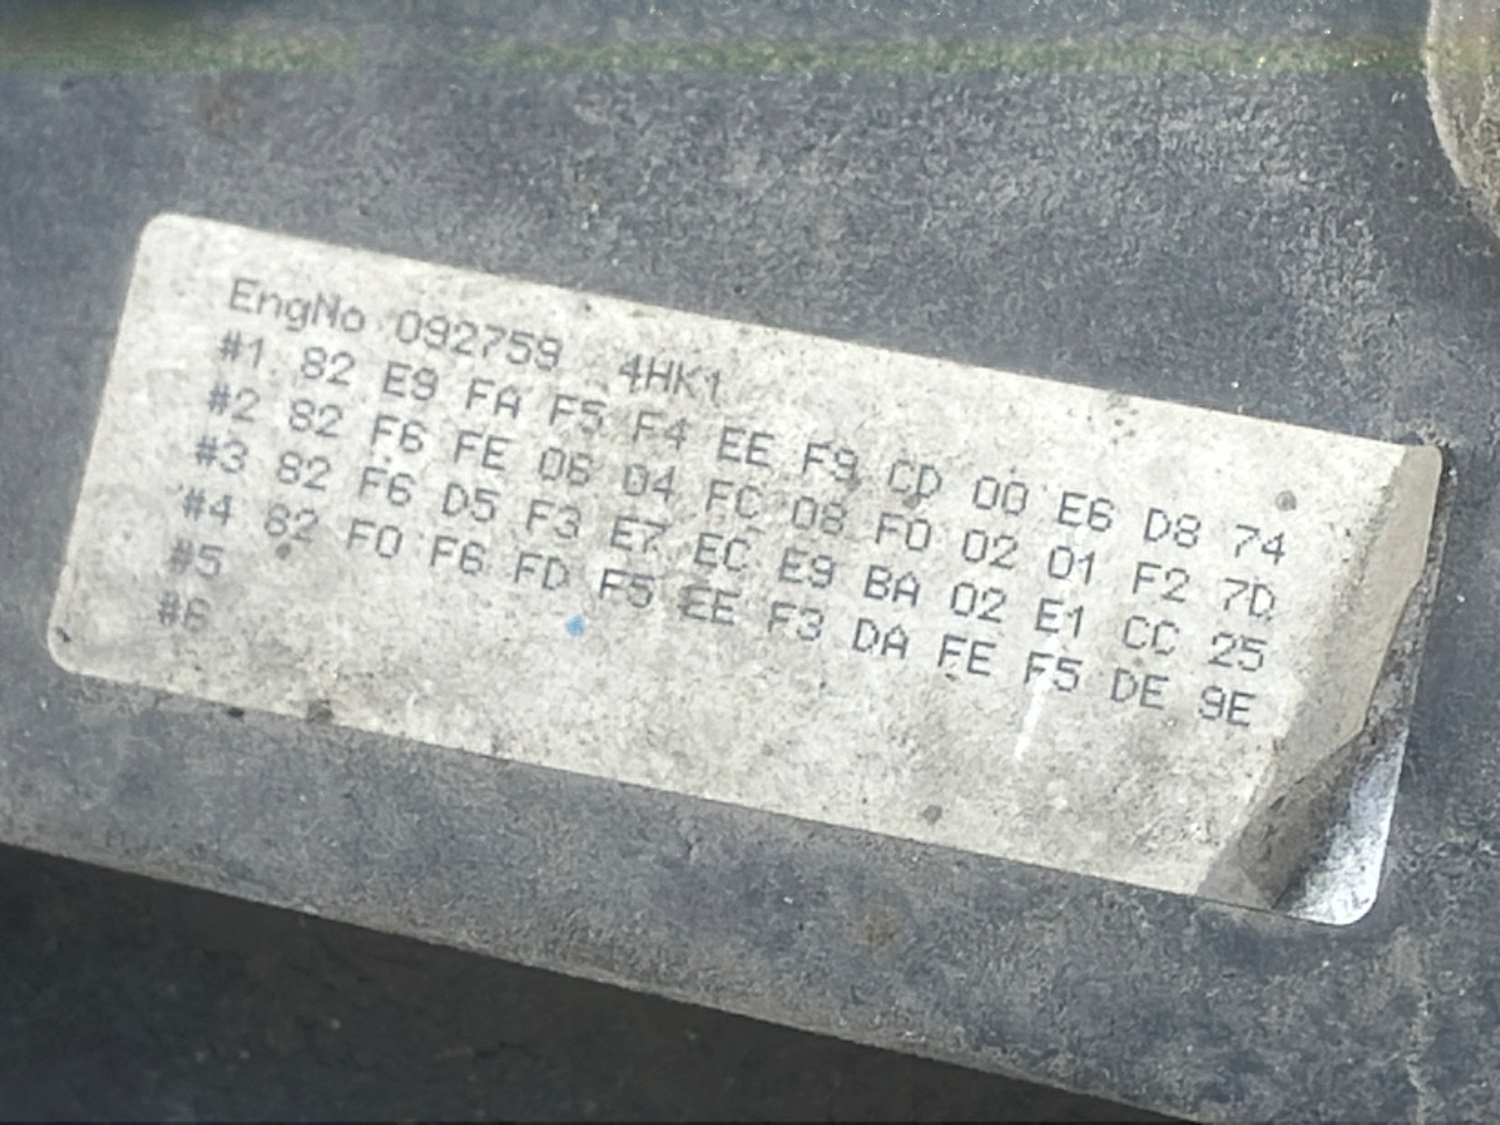 EngNo 092759 4HK1
#1 82 E9 FA F5 F4 EE F9 CD 00 E6 D8 74
#2 82 F6 FE 06 04 FC 08 F0 02 01 F2 7D
#3 82 F6 D5 F3 E7 EC E9 BA 02 E1 CC 25
#4 82 F0 F6 FD F5 EE F3 DA FE F5 DE 9E
#5
#6